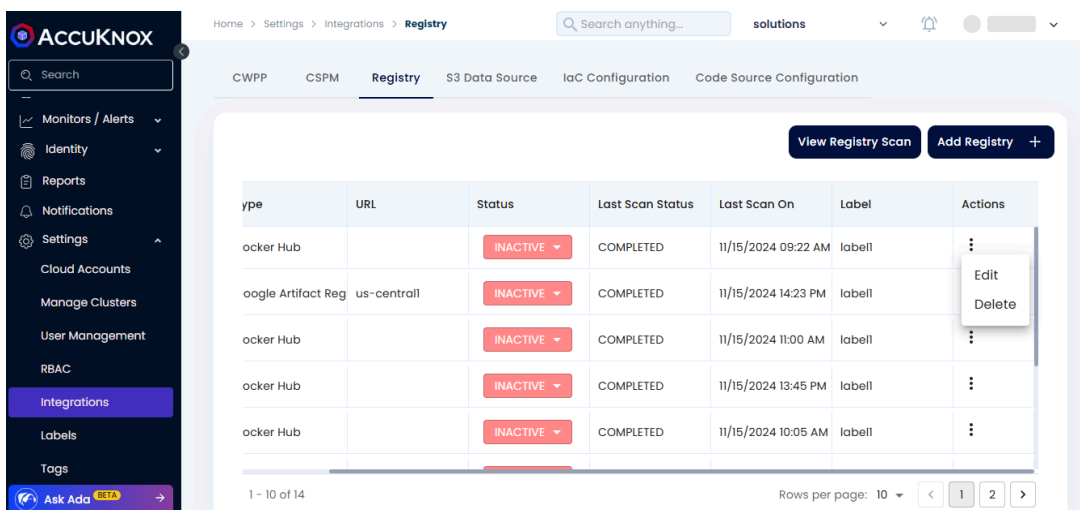 ACCUKNOX
Search
Monitors / Alerts
Identity
Reports
Notifications
Settings
Cloud Accounts
Manage Clusters
User Management
RBAC
Integrations
Labels
Tags
Ask Ada BETA
Home > Settings > Integrations > Registry
Search anything...
solutions
CWPP CSPM Registry S3 Data Source IaC Configuration Code Source Configuration
View Registry Scan Add Registry +
ype URL Status Last Scan Status Last Scan On Label Actions
ocker Hub INACTIVE COMPLETED 11/15/2024 09:22 AM label1
Edit
Delete
oogle Artifact Reg us-central1 INACTIVE COMPLETED 11/15/2024 14:23 PM label1
ocker Hub INACTIVE COMPLETED 11/15/2024 11:00 AM label1
ocker Hub INACTIVE COMPLETED 11/15/2024 13:45 PM label1
ocker Hub INACTIVE COMPLETED 11/15/2024 10:05 AM label1
1 - 10 of 14
Rows per page: 10 < 1 2 >